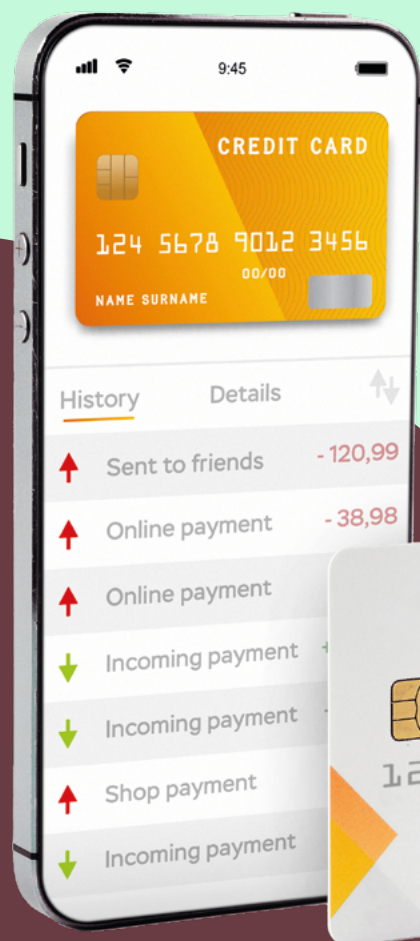 9:45
CREDIT CARD
124 5678 9012 3456
00/00
NAME SURNAME
History Details
Sent to friends - 120,99
Online payment - 38,98
Online payment
Incoming payment +
Incoming payment
Shop payment
Incoming payment
12